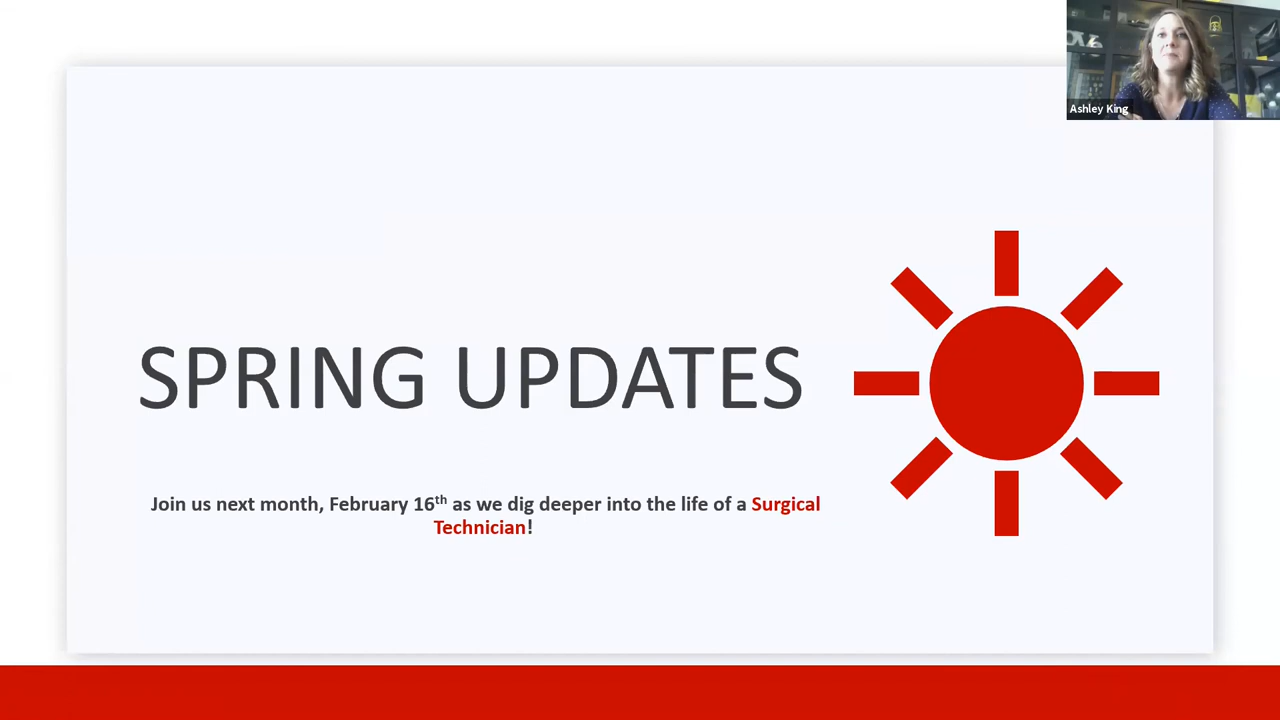 Ashley King
SPRING UPDATES
Join us next month, February 16th as we dig deeper into the life of a Surgical
Technician!